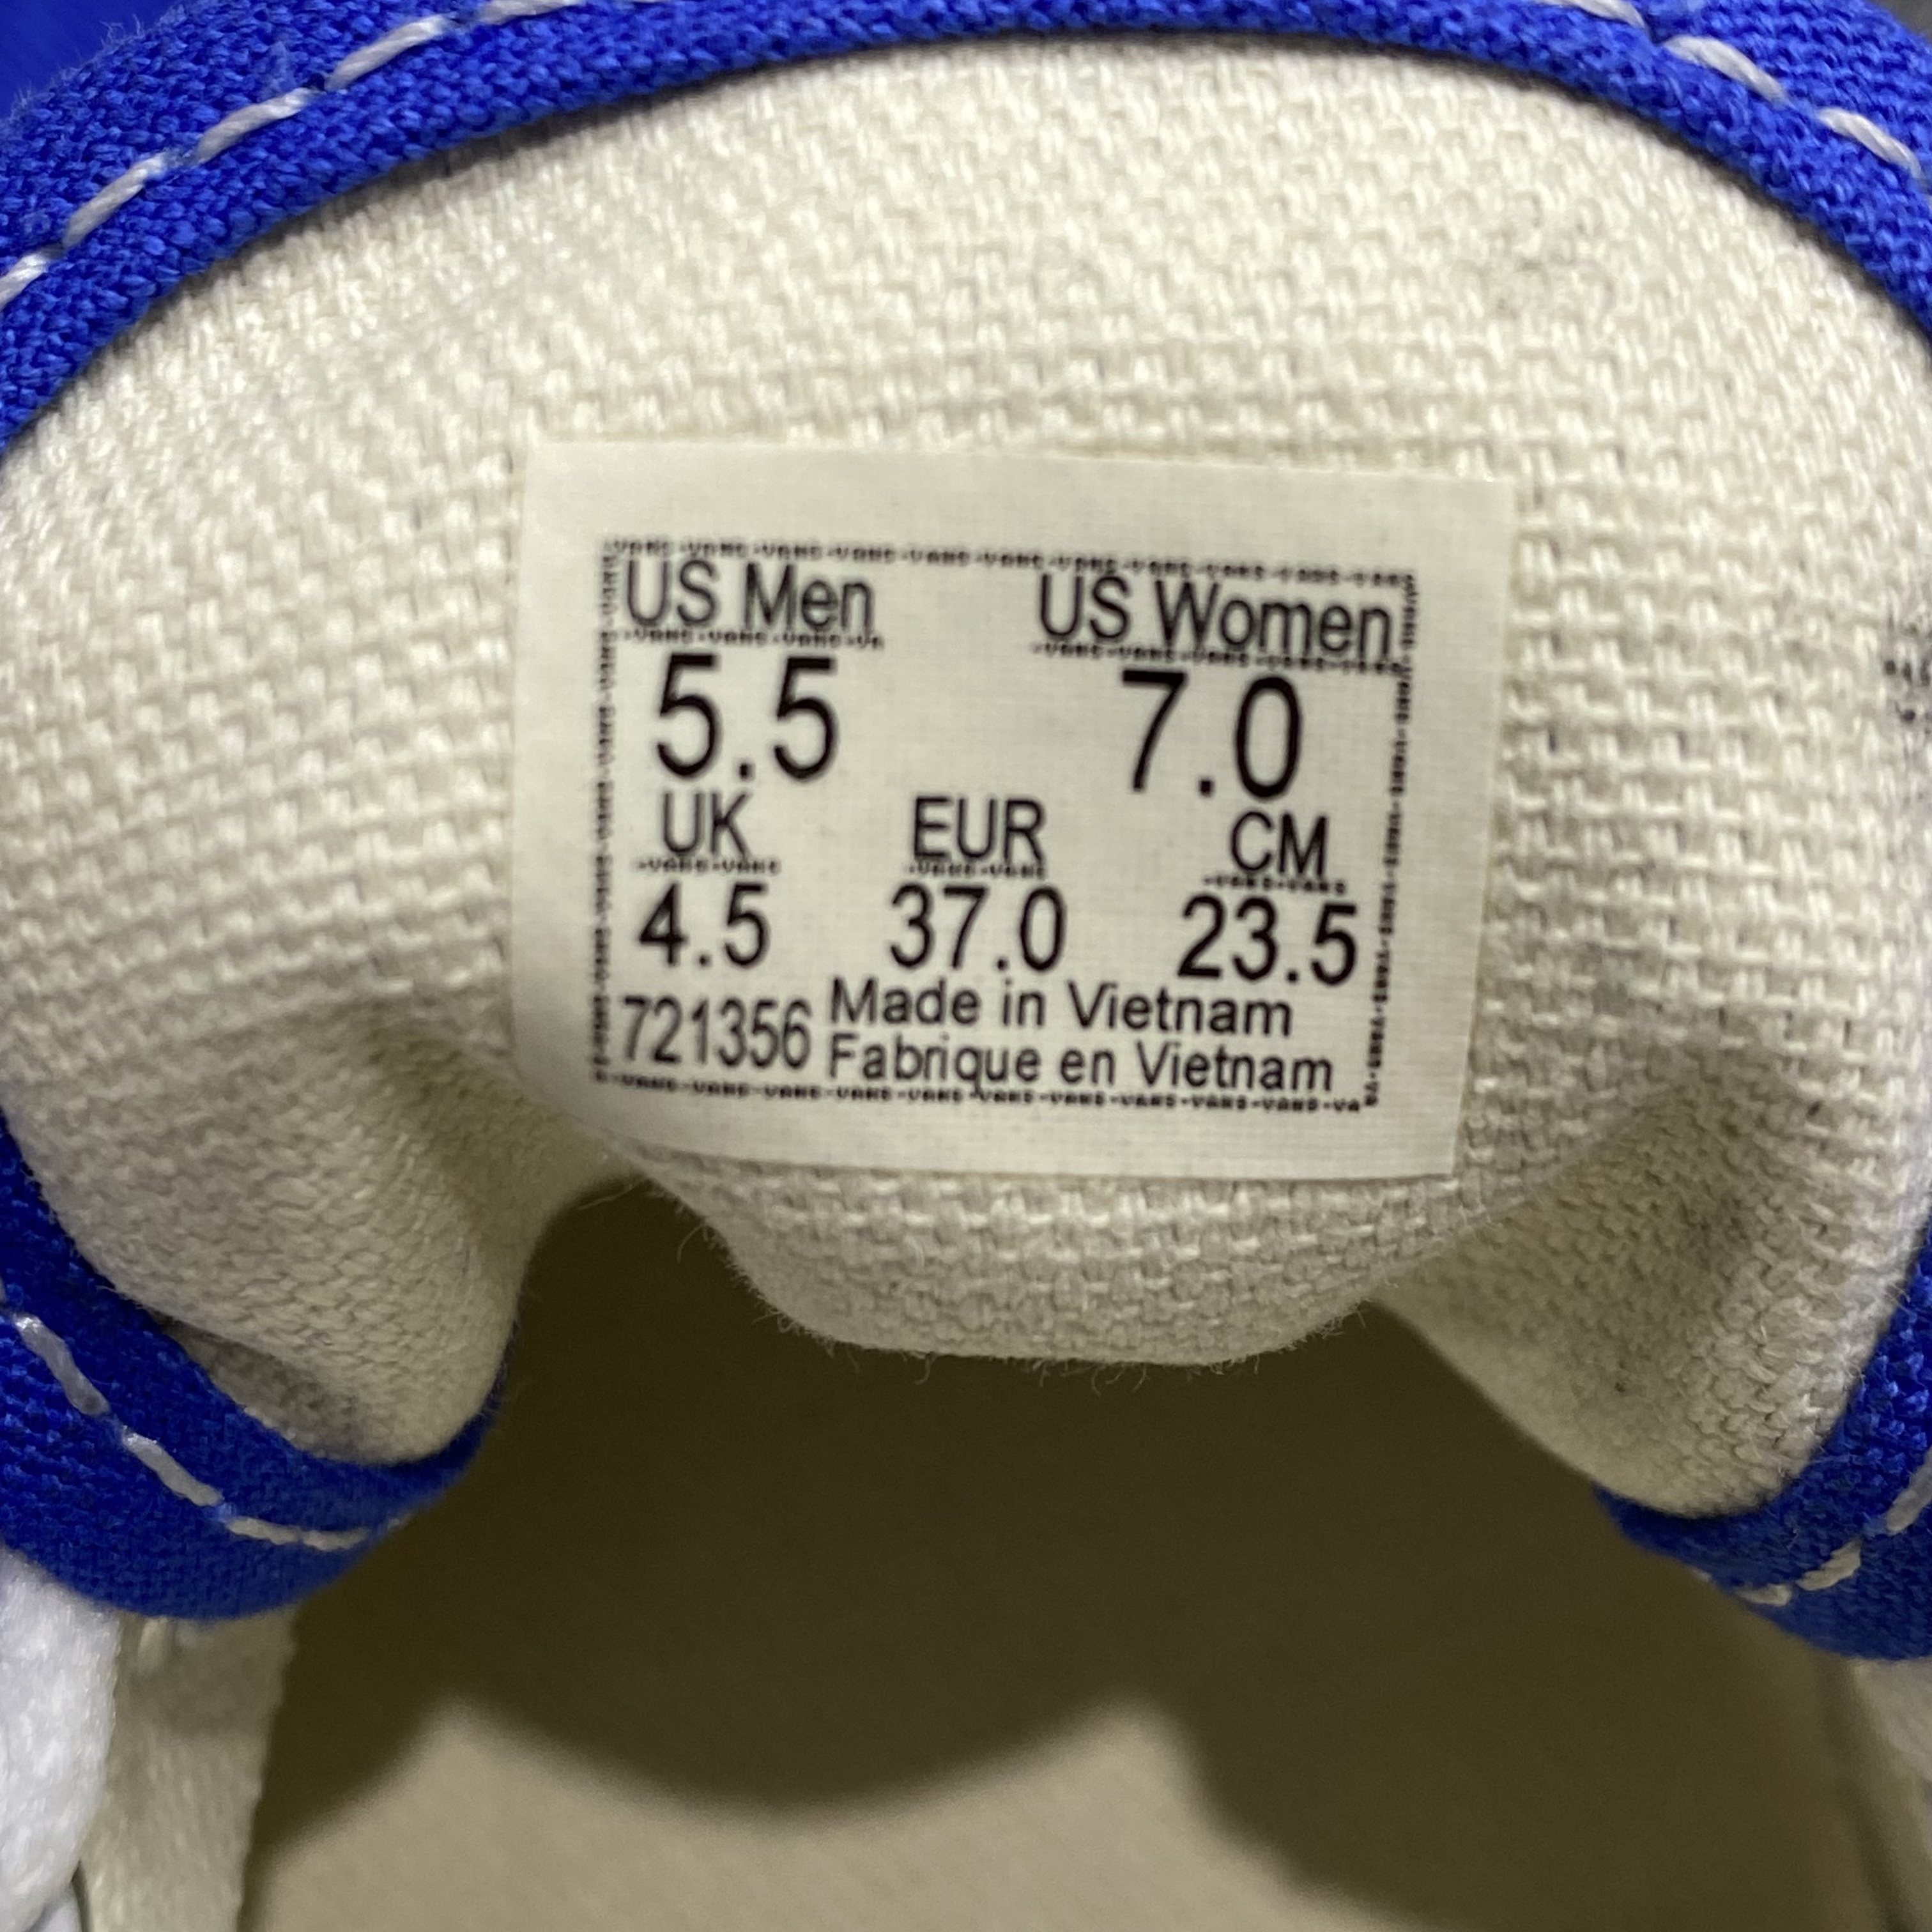 US Men US Women
5.5 7.0
UK EUR CM
4.5 37.0 23.5
721356 Made in Vietnam
Fabrique en Vietnam